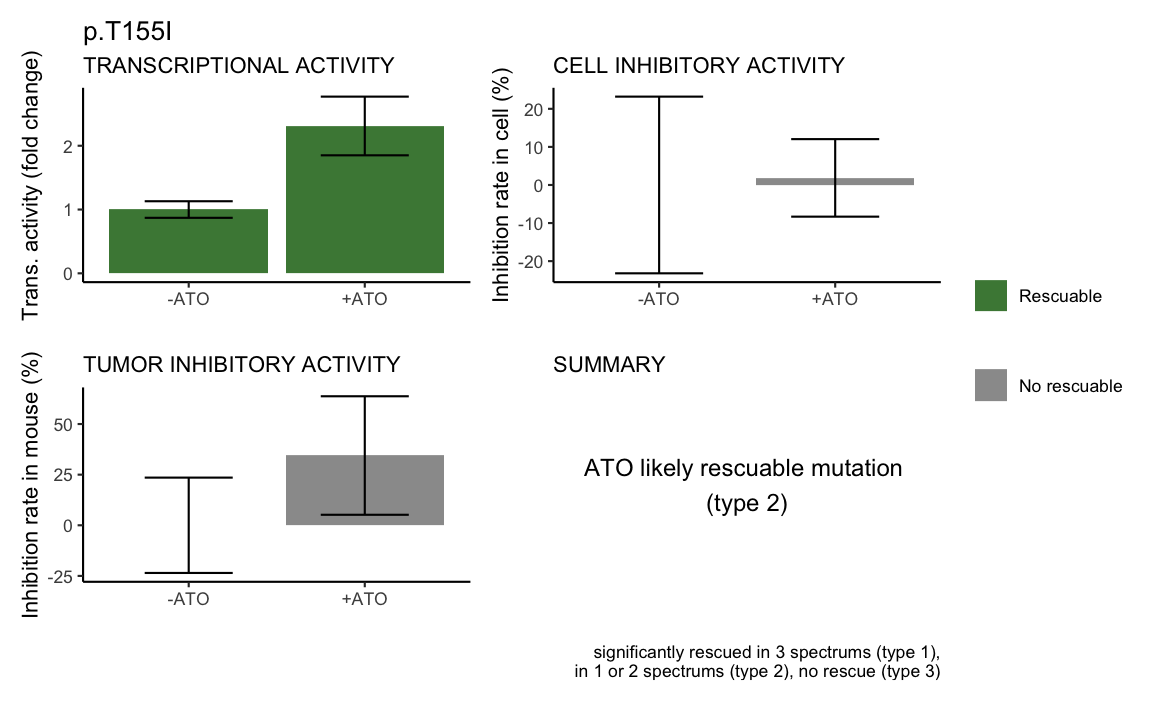 p.T155I
TRANSCRIPTIONAL ACTIVITY
Trans. activity (fold change)
2
1
0
-ATO +ATO
CELL INHIBITORY ACTIVITY
Inhibition rate in cell (%)
20
10
0
-10
-20
-ATO +ATO
Rescuable
No rescuable
TUMOR INHIBITORY ACTIVITY
Inhibition rate in mouse (%)
50
25
0
-25
-ATO +ATO
SUMMARY
ATO likely rescuable mutation
(type 2)
significantly rescued in 3 spectrums (type 1),
in 1 or 2 spectrums (type 2), no rescue (type 3)